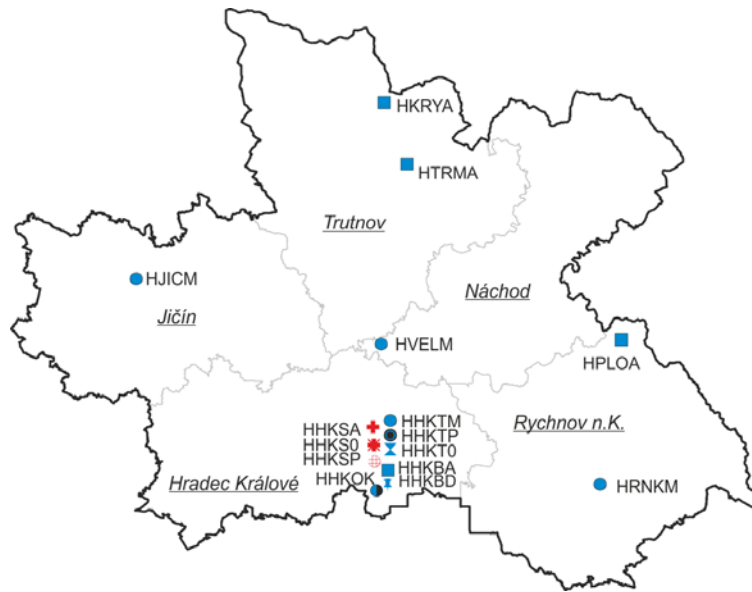 HKRYA
HTRMA
Trutnov
HJICM
Náchod
Jičín
HVELM
HPLOA
HHKSA HHKTM
HHKS0 HHKTP
HHKSP HHKT0
Rychnov n.K.
HHKBA
Hradec Králové HHKOK HHKBD
HRNKM